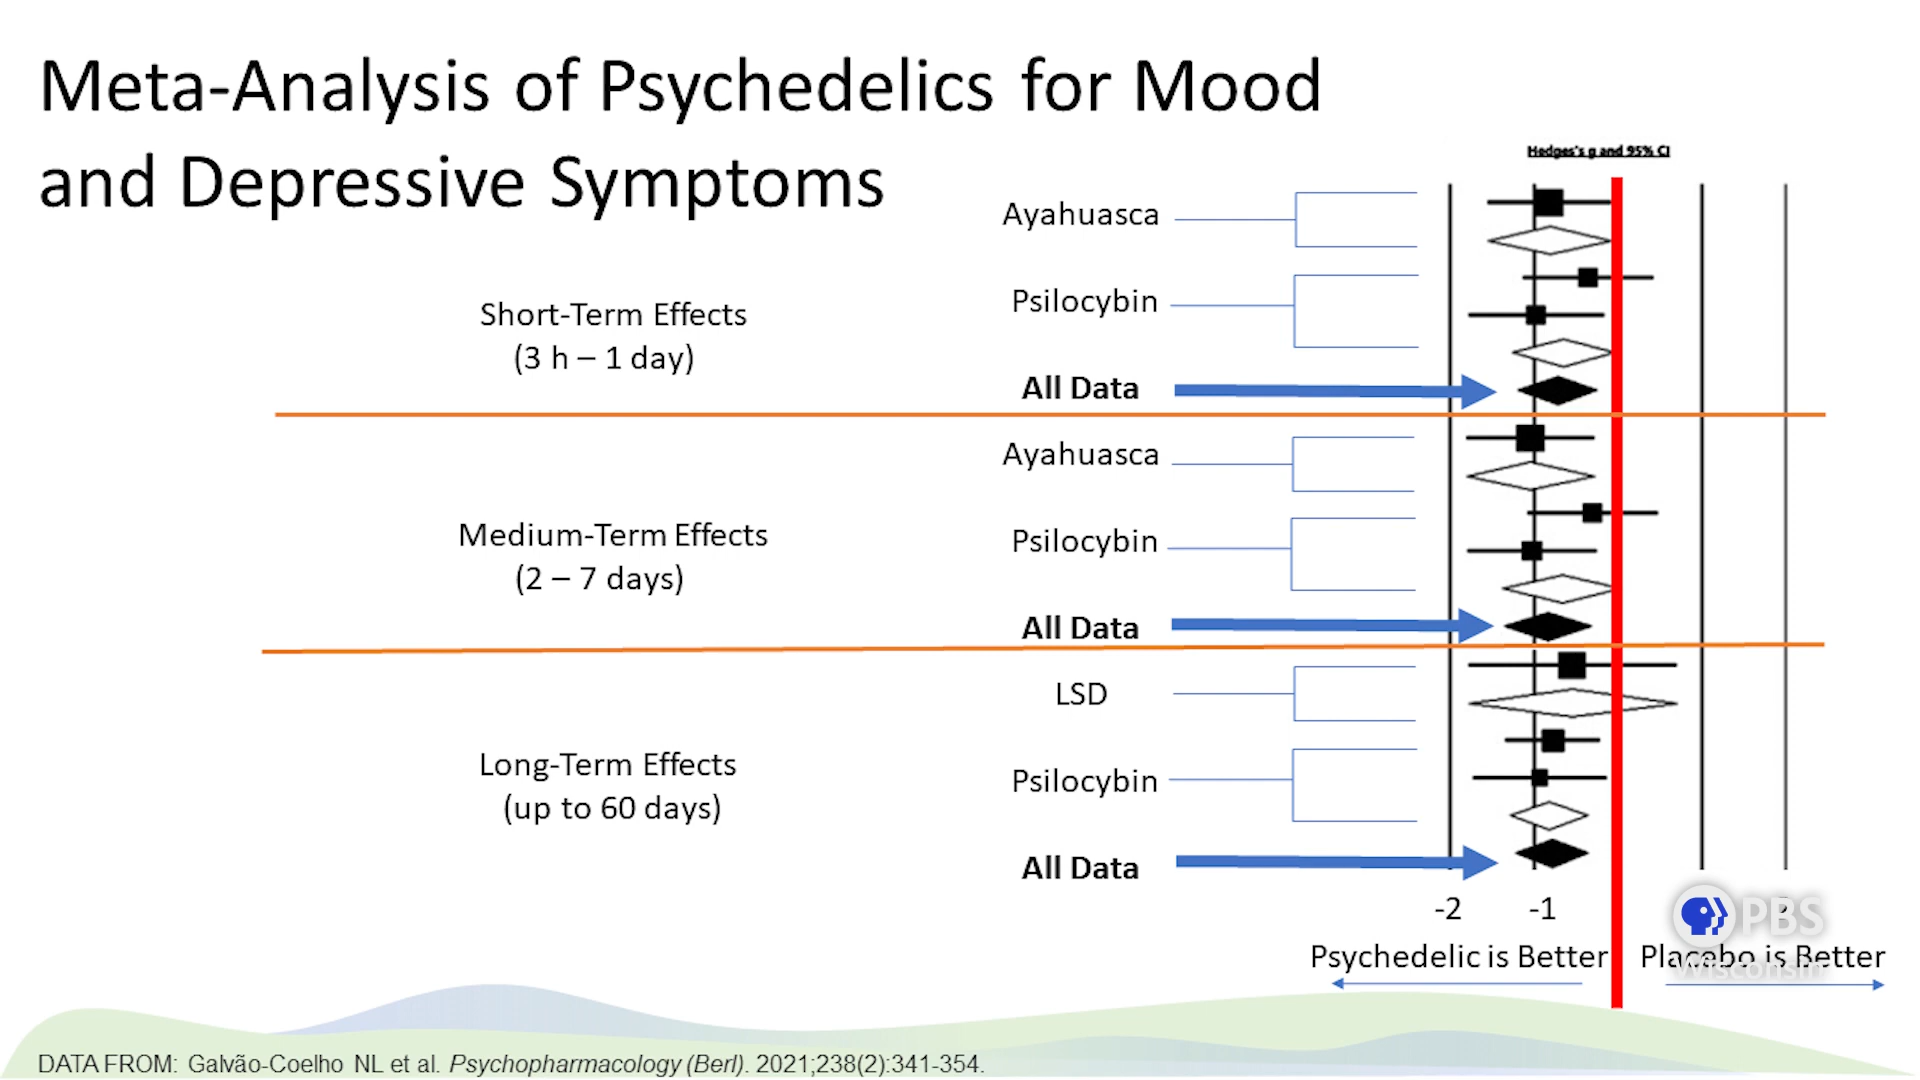 Meta-Analysis of Psychedelics for Mood
and Depressive Symptoms
Hedges's g and 95% CI
Short-Term Effects
(3 h – 1 day)
Ayahuasca
Psilocybin
All Data
Medium-Term Effects
(2 – 7 days)
Ayahuasca
Psilocybin
All Data
Long-Term Effects
(up to 60 days)
LSD
Psilocybin
All Data
-2
-1
Psychedelic is Better
Placebo is Better
PBS
Wisconsin
DATA FROM: Galvão-Coelho NL et al. Psychopharmacology (Berl). 2021;238(2):341-354.